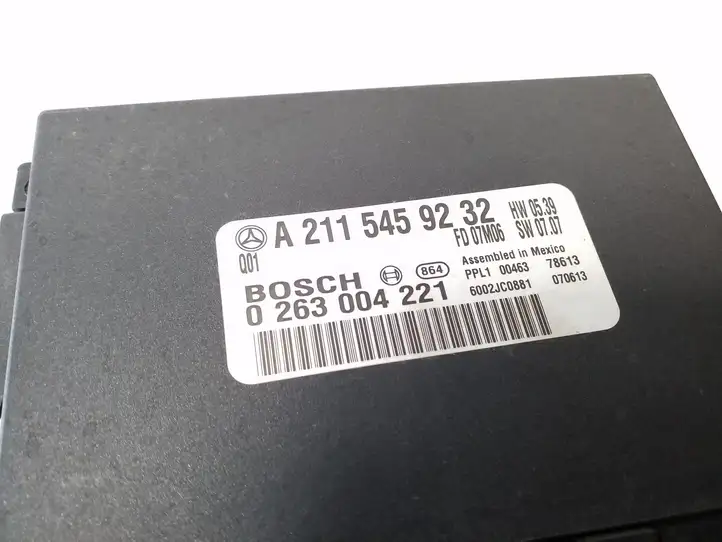 A 211 545 92 32
HW 05.39
Q01
FD 07M06
SW 07.07
BOSCH
864
Assembled in Mexico
0 263 004 221
PPL1 00463 78613
6002JC0881 070613